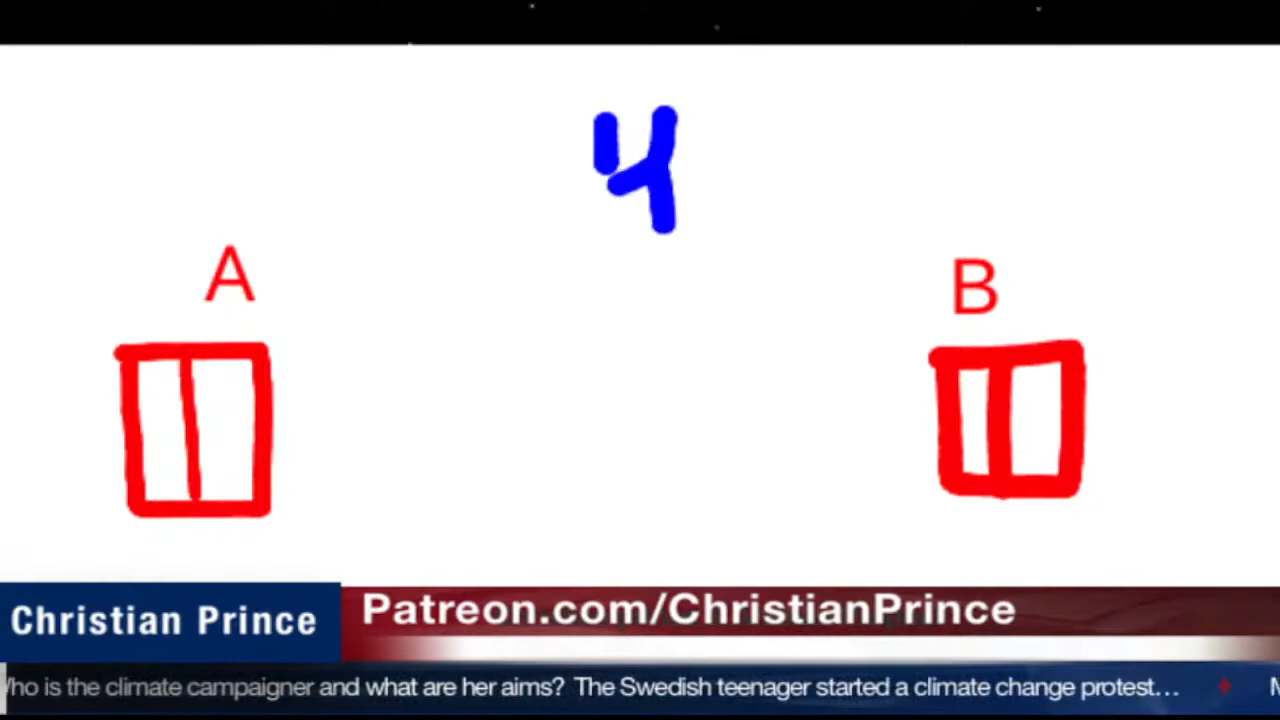 4
A
B
Christian Prince
Patreon.com/ChristianPrince
is the climate campaigner and what are her aims? The Swedish teenager started a climate change protest…